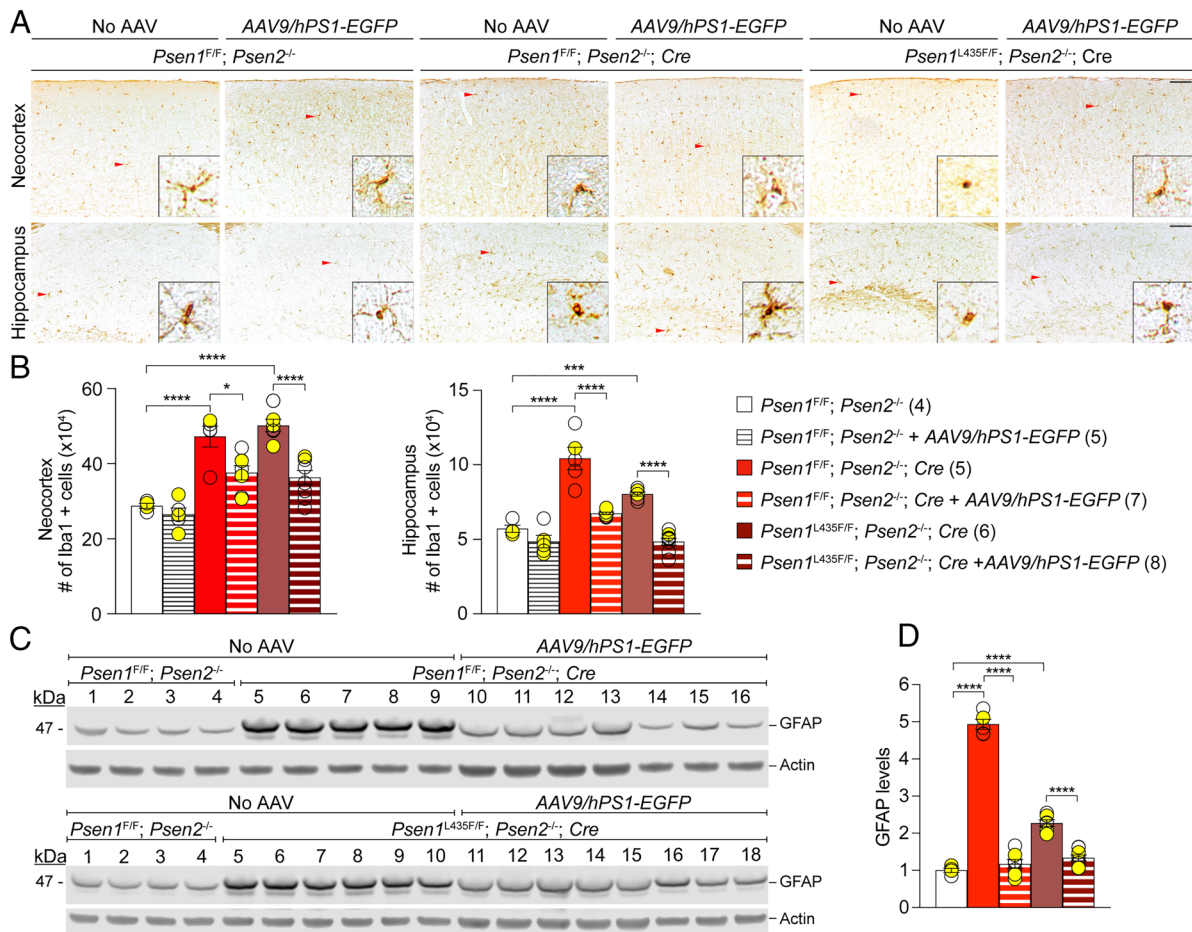 A
No AAV
AAV9/hPS1-EGFP
No AAV
AAV9/hPS1-EGFP
No AAV
AAV9/hPS1-EGFP
Psen1F/F; Psen2-/-
Psen1F/F; Psen2-/-; Cre
Psen1L435F/F; Psen2-/-; Cre
Neocortex
Hippocampus
B
Neocortex
# of Iba1 + cells (x10⁴)
60
40
20
0
****
****
*
****
Hippocampus
# of Iba1 + cells (x10⁴)
15
10
5
0
***
****
****
****
Psen1F/F; Psen2-/- (4)
Psen1F/F; Psen2-/- + AAV9/hPS1-EGFP (5)
Psen1F/F; Psen2-/-; Cre (5)
Psen1F/F; Psen2-/-; Cre + AAV9/hPS1-EGFP (7)
Psen1L435F/F; Psen2-/-; Cre (6)
Psen1L435F/F; Psen2-/-; Cre +AAV9/hPS1-EGFP (8)
C
No AAV
AAV9/hPS1-EGFP
Psen1F/F; Psen2-/-
Psen1F/F; Psen2-/-; Cre
kDa
1 2 3 4 5 6 7 8 9 10 11 12 13 14 15 16
47 -
GFAP
Actin
No AAV
AAV9/hPS1-EGFP
Psen1F/F; Psen2-/-
Psen1L435F/F; Psen2-/-; Cre
kDa
1 2 3 4 5 6 7 8 9 10 11 12 13 14 15 16 17 18
47 -
GFAP
Actin
D
GFAP levels
6
5
4
3
2
1
0
****
****
****
****